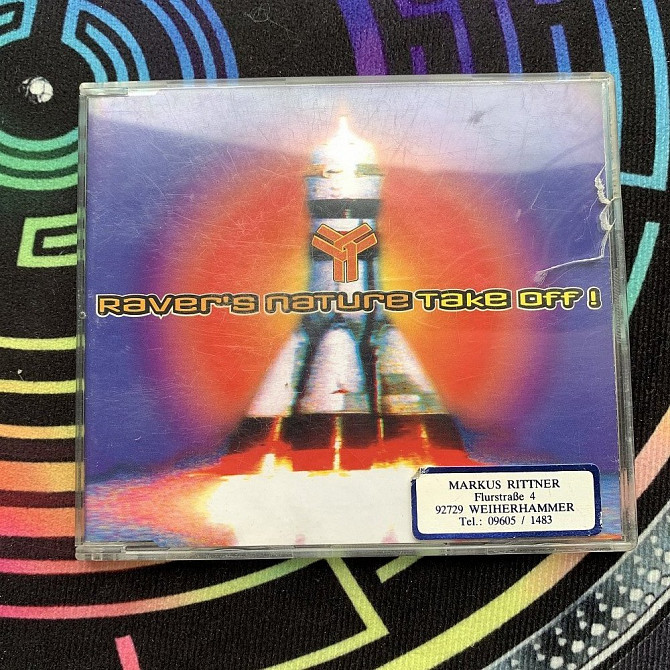 Raver's Nature Take Off !
MARKUS RITTNER
Flurstraße 4
92729 WEIHERHAMMER
Tel.: 09605 / 1483